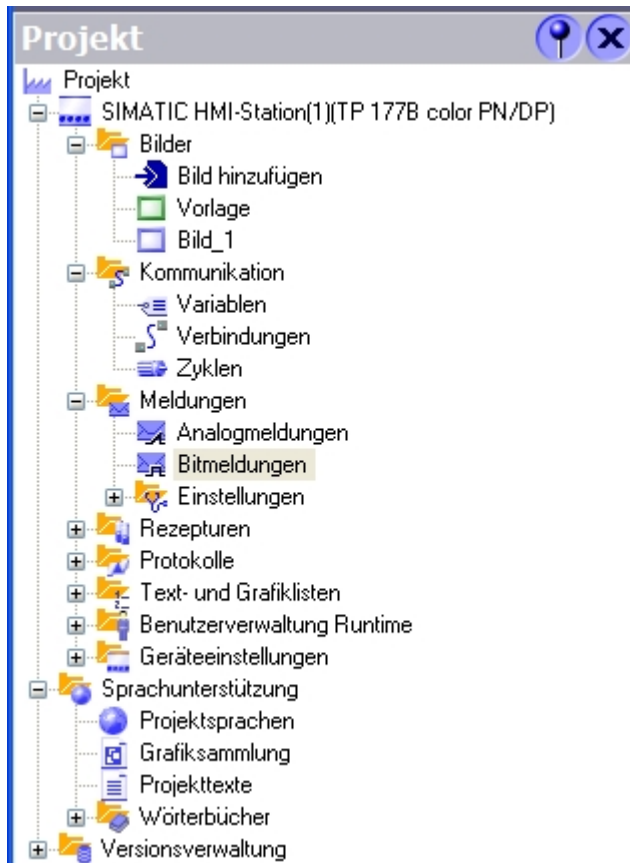 Projekt
Projekt
SIMATIC HMI-Station(1)(TP 177B color PN/DP)
Bilder
Bild hinzufügen
Vorlage
Bild_1
Kommunikation
Variablen
Verbindungen
Zyklen
Meldungen
Analogmeldungen
Bitmeldungen
Einstellungen
Rezepturen
Protokolle
Text- und Grafiklisten
Benutzerverwaltung Runtime
Geräteeinstellungen
Sprachunterstützung
Projektsprachen
Grafiksammlung
Projekttexte
Wörterbücher
Versionsverwaltung